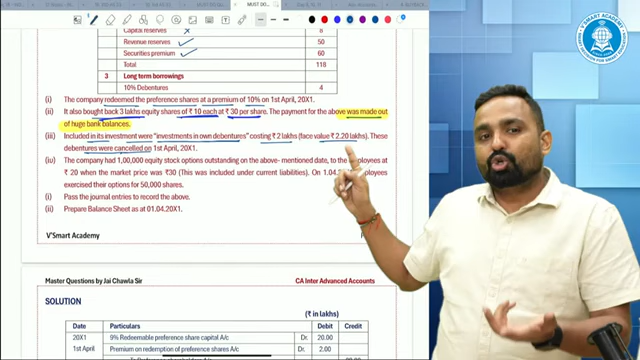 MUST DO...
V'SMART ACADEMY
Capital reserves 8
Revenue reserves 50
Securities premium 60
Total 118
3 Long term borrowings
10% Debentures 4
(i) The company redeemed the preference shares at a premium of 10% on 1st April, 20X1.
(ii) It also bought back 3 lakhs equity shares of ₹ 10 each at ₹ 30 per share. The payment for the above was made out
of huge bank balances.
(iii) Included in its investment were "investments in own debentures" costing ₹ 2 lakhs (face value ₹ 2.20 lakhs). These
debentures were cancelled on 1st April, 20X1.
(iv) The company had 1,00,000 equity stock options outstanding on the above- mentioned date, to the employees at
₹ 20 when the market price was ₹30 (This was included under current liabilities). On 1.04. employees
exercised their options for 50,000 shares.
(i) Pass the journal entries to record the above.
(ii) Prepare Balance Sheet as at 01.04.20X1.
V'Smart Academy
Master Questions by Jai Chawla Sir CA Inter Advanced Accounts
SOLUTION
(₹ in lakhs)
Date Particulars Debit Credit
20X1 9% Redeemable preference share capital A/c Dr. 20.00
1st April Premium on redemption of preference shares A/c Dr. 2.00